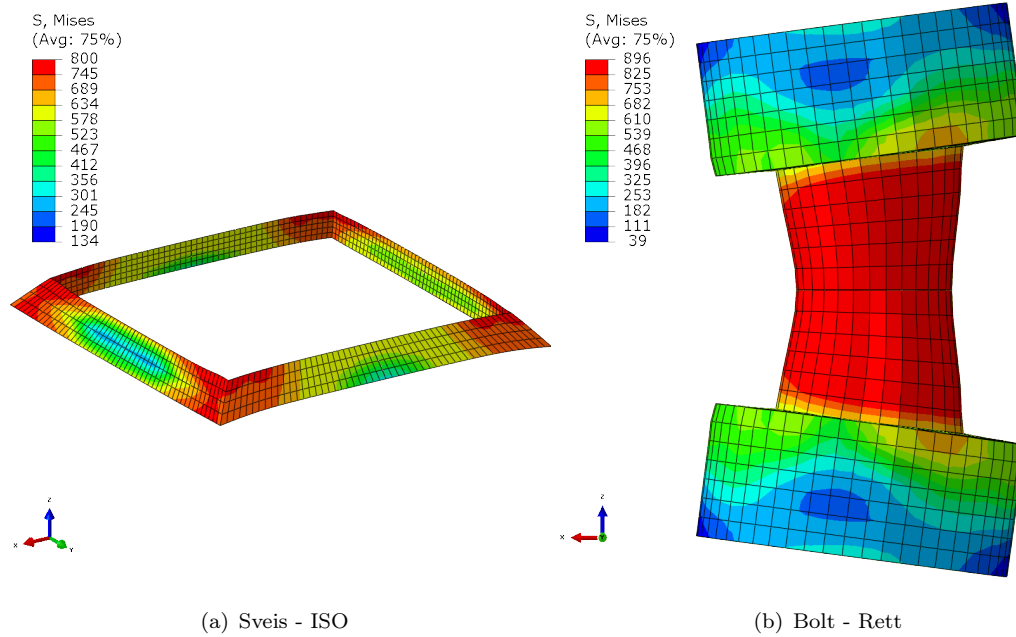 S, Mises
(Avg: 75%)
800
745
689
634
578
523
467
412
356
301
245
190
134
z
x
Y
(a) Sveis - ISO
S, Mises
(Avg: 75%)
896
825
753
682
610
539
468
396
325
253
182
111
39
z
x
Y
(b) Bolt - Rett